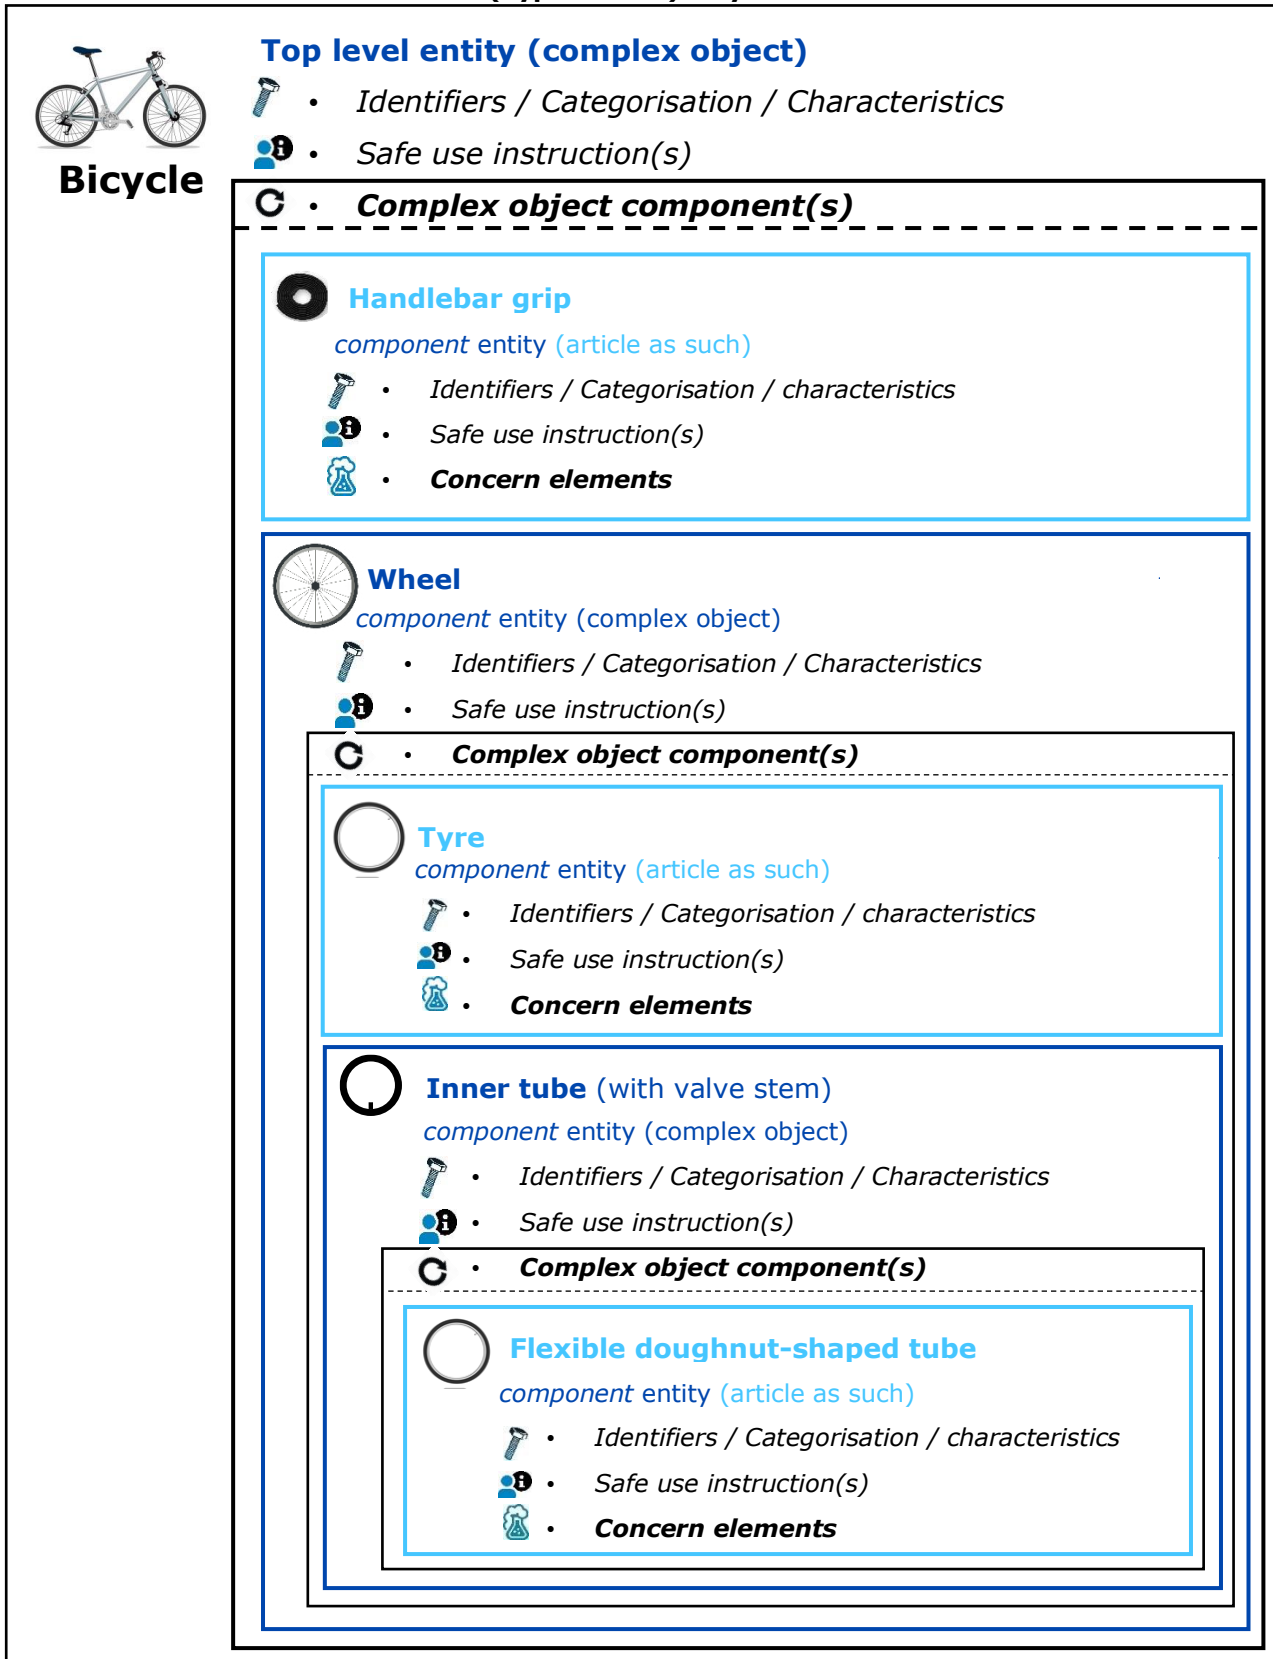 Top level entity (complex object)
• Identifiers / Categorisation / Characteristics
• Safe use instruction(s)
Bicycle
• Complex object component(s)
Handlebar grip
component entity (article as such)
• Identifiers / Categorisation / characteristics
• Safe use instruction(s)
• Concern elements
Wheel
component entity (complex object)
• Identifiers / Categorisation / Characteristics
• Safe use instruction(s)
• Complex object component(s)
Tyre
component entity (article as such)
• Identifiers / Categorisation / characteristics
• Safe use instruction(s)
• Concern elements
Inner tube (with valve stem)
component entity (complex object)
• Identifiers / Categorisation / Characteristics
• Safe use instruction(s)
• Complex object component(s)
Flexible doughnut-shaped tube
component entity (article as such)
• Identifiers / Categorisation / characteristics
• Safe use instruction(s)
• Concern elements